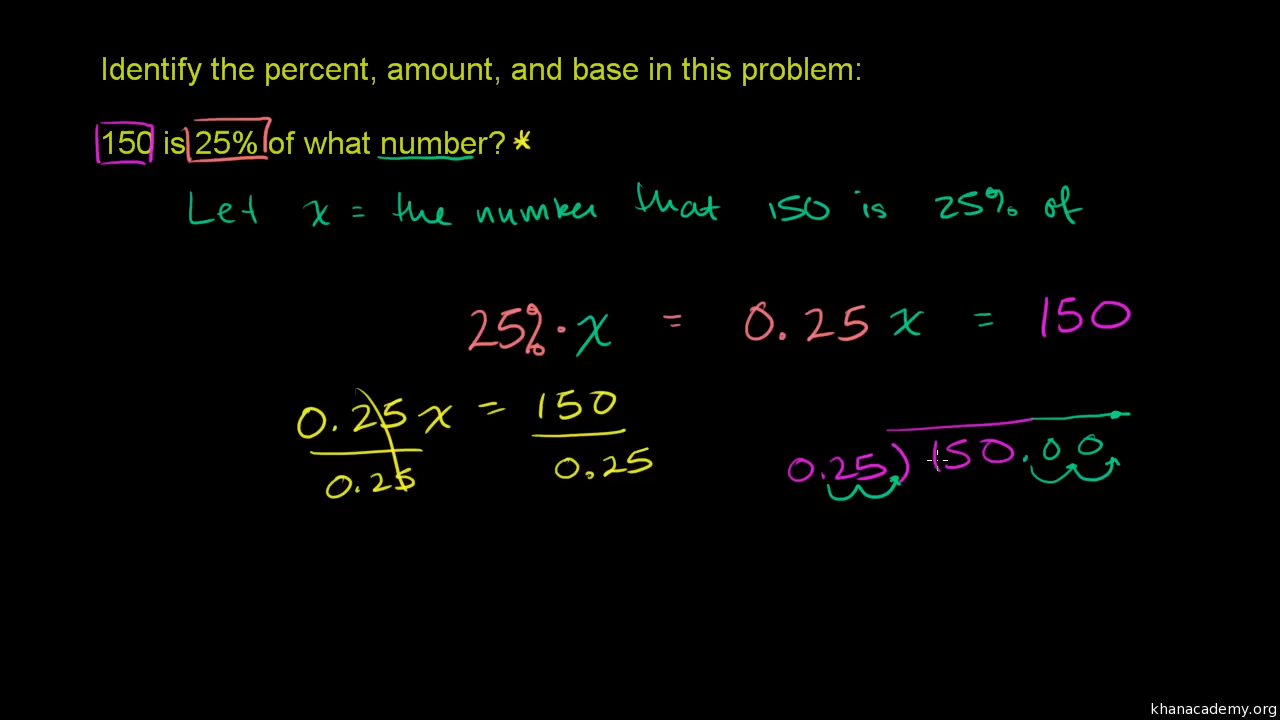 Identify the percent, amount, and base in this problem:
150 is 25% of what number? *
Let x = the number that 150 is 25% of
25% · x = 0.25 x = 150
0.25 x = 150
0.25 0.25
0.25)150.00
khanacademy.org